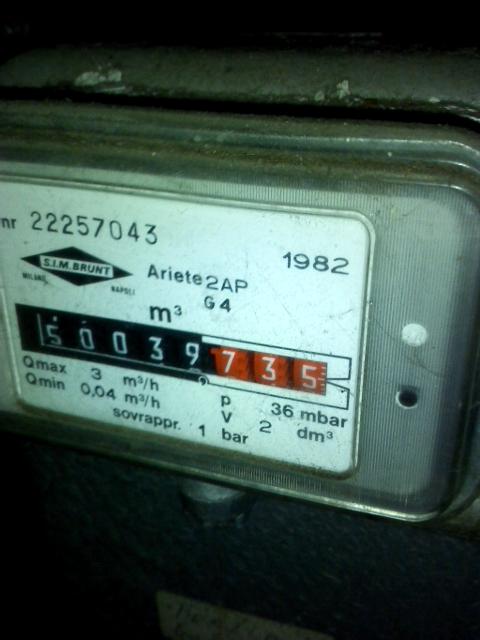 nr 22257043
1982
S.I.M. BRUNT
MILANO
NAPOLI
Ariete 2AP
G4
m³
50039735
Qmax 3 m³/h
Qmin 0,04 m³/h
sovrappr. 1 bar
p 36 mbar
V 2 dm³